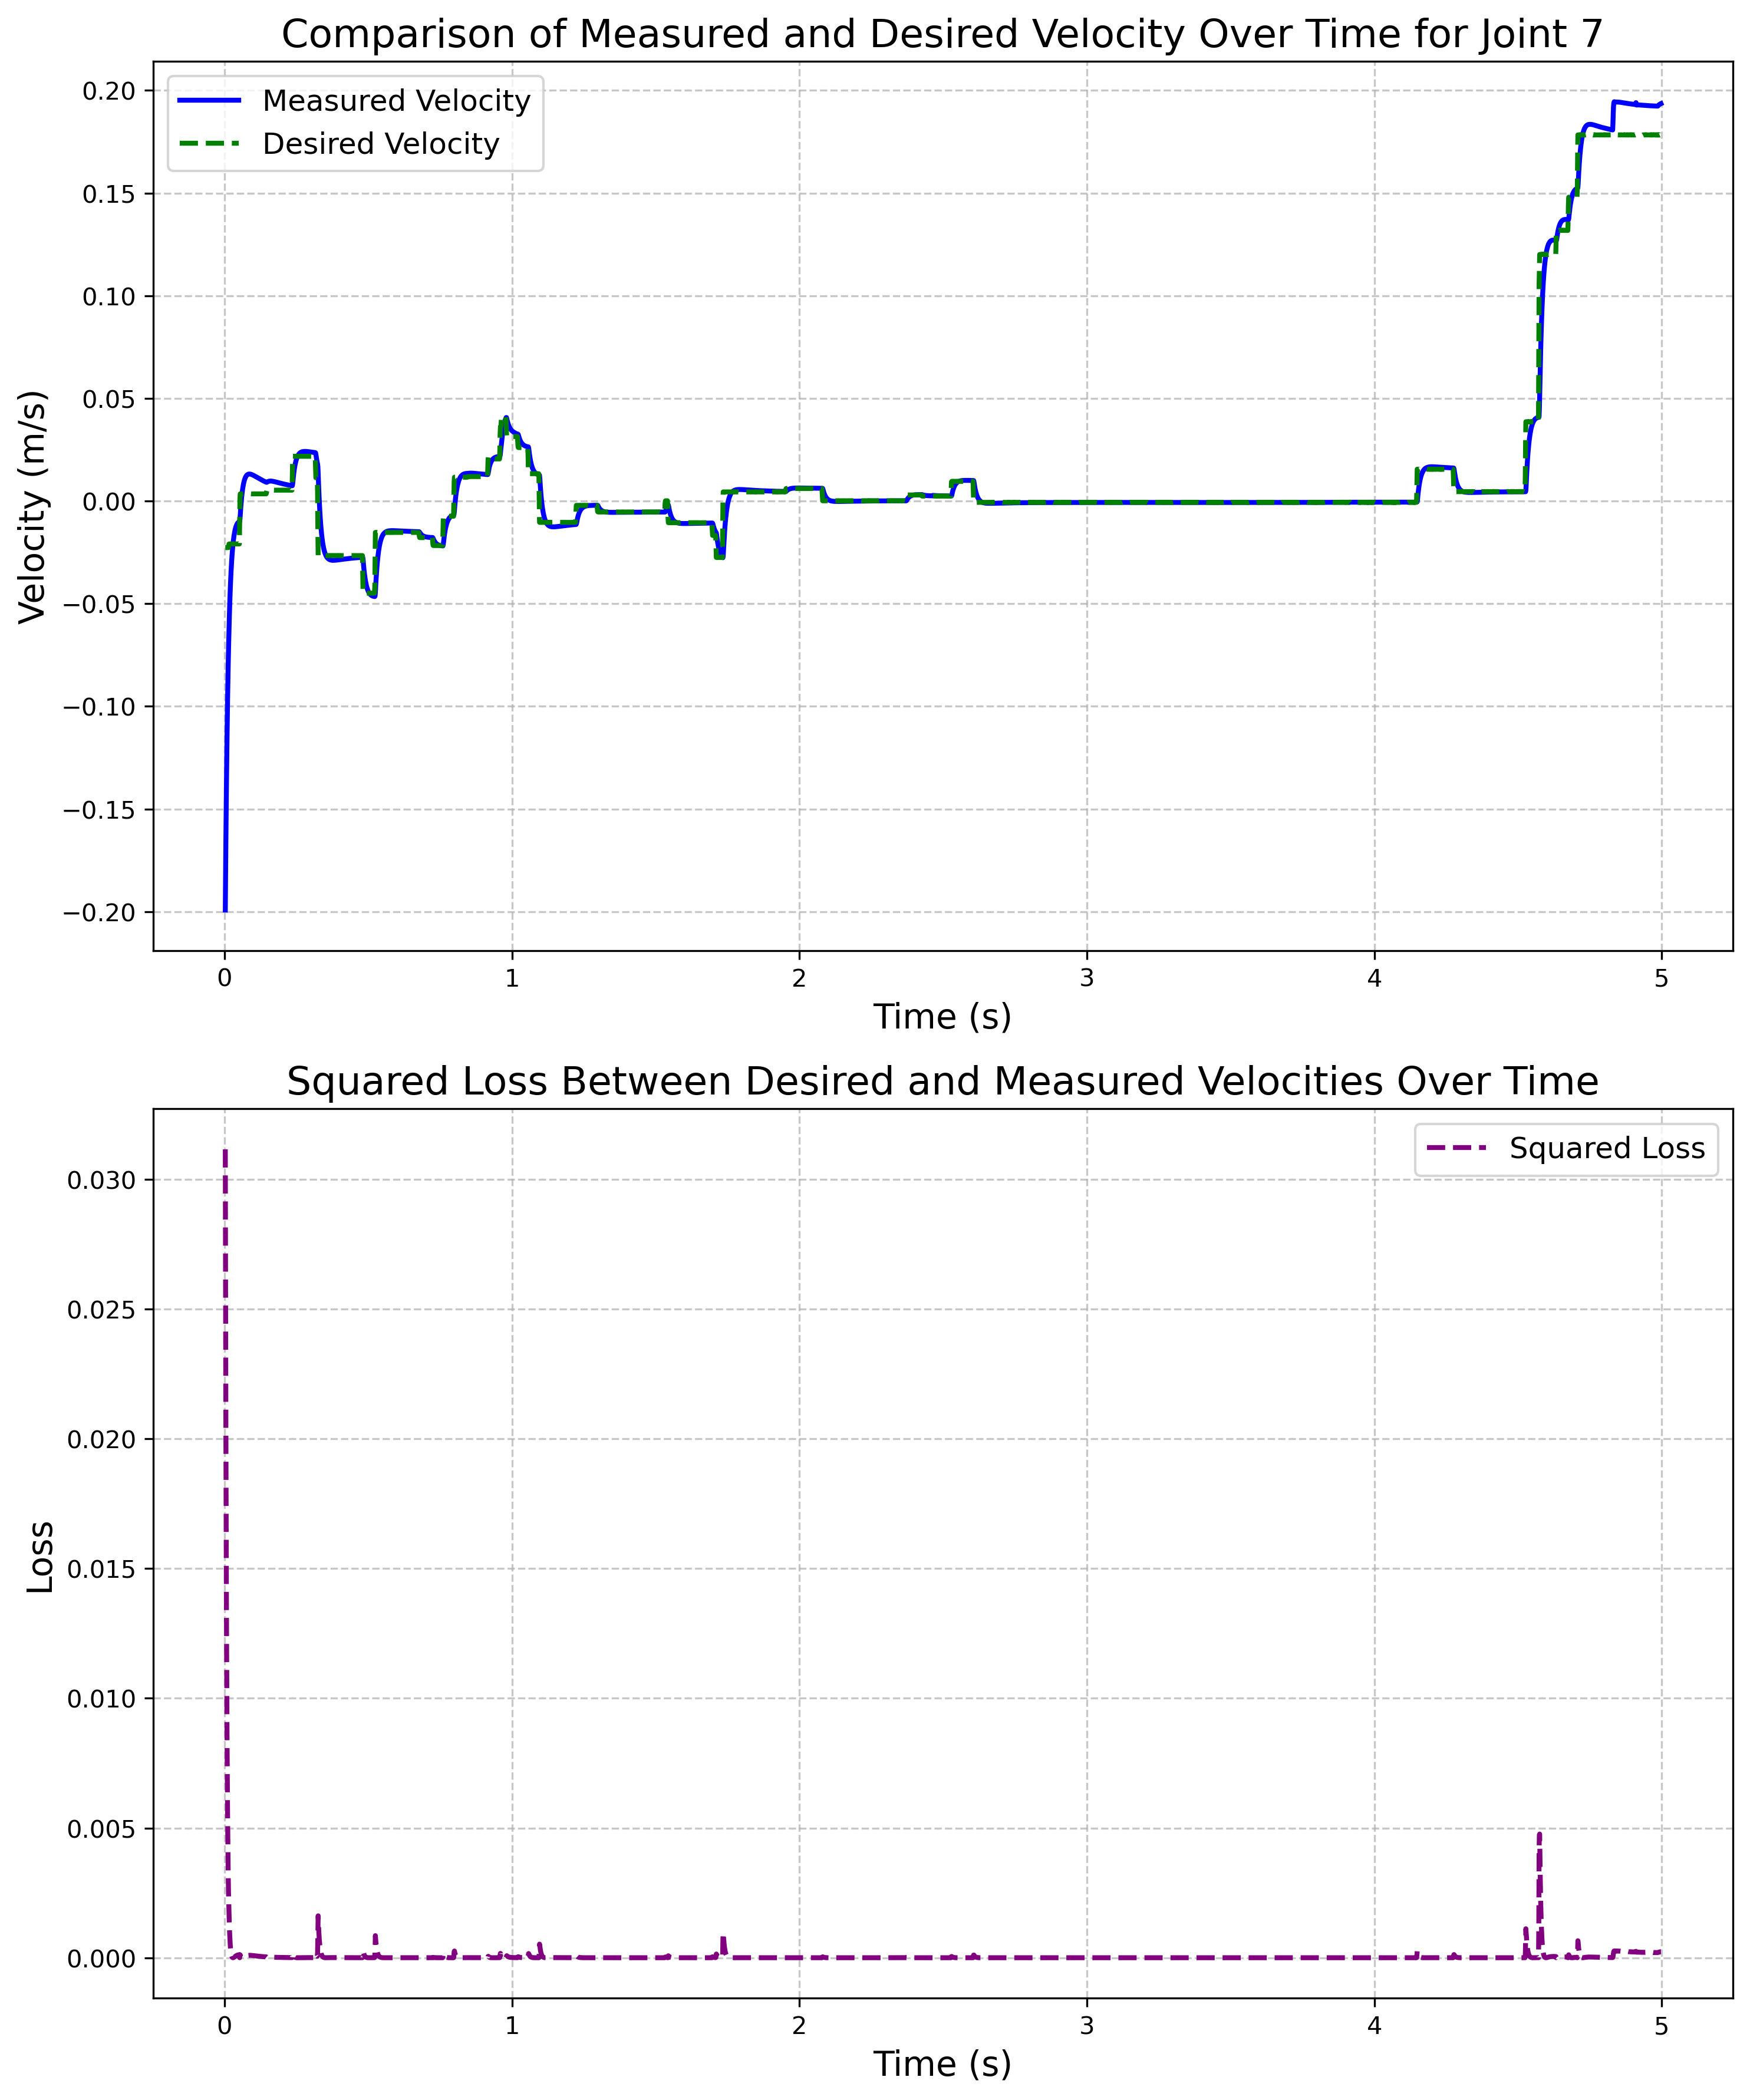 Comparison of Measured and Desired Velocity Over Time for Joint 7
Measured Velocity
Desired Velocity
0.20
0.15
0.10
0.05
0.00
−0.05
−0.10
−0.15
−0.20
Velocity (m/s)
0 1 2 3 4 5
Time (s)
Squared Loss Between Desired and Measured Velocities Over Time
Squared Loss
0.030
0.025
0.020
0.015
0.010
0.005
0.000
Loss
0 1 2 3 4 5
Time (s)